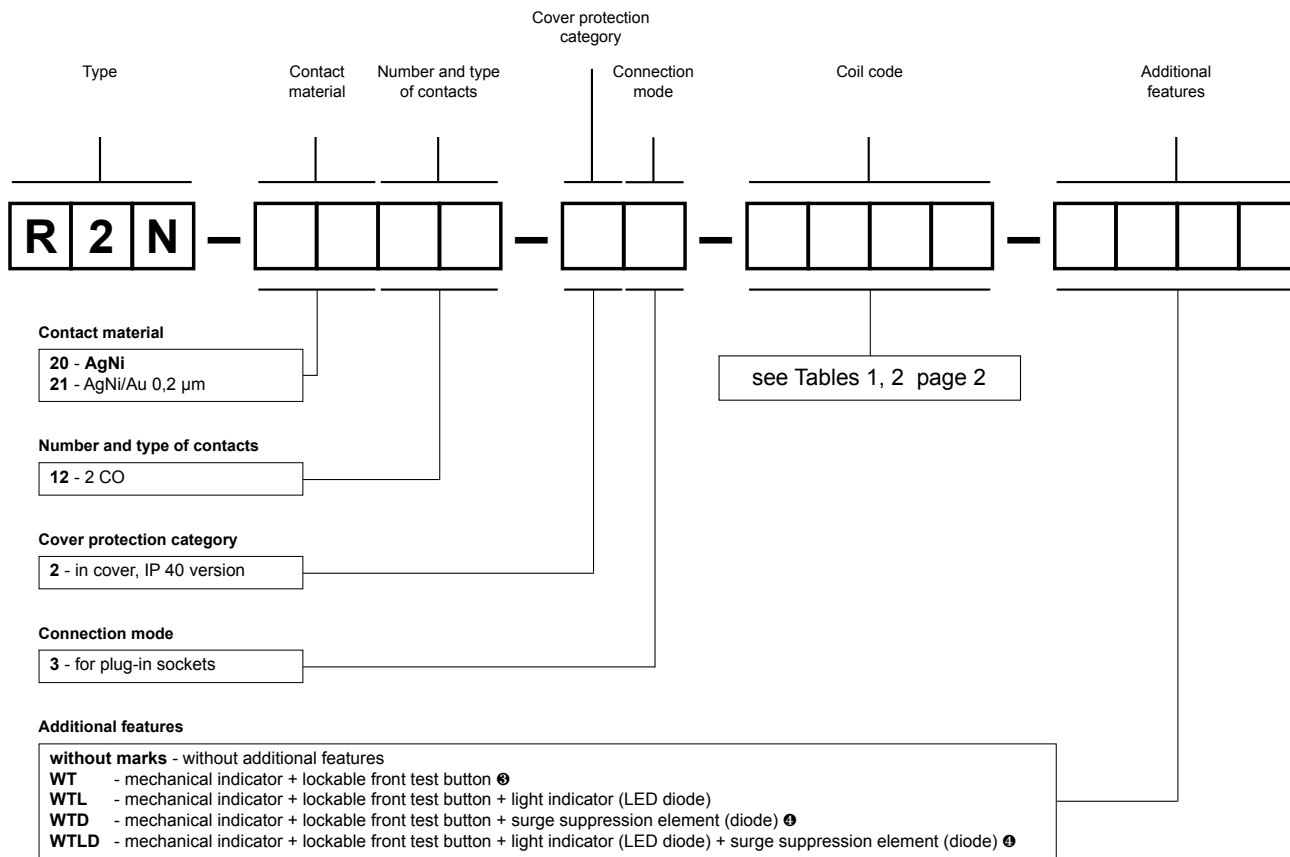 Cover protection
category
Type
Contact
material
Number and type
of contacts
Connection
mode
Coil code
Additional
features
R 2 N – – – –
Contact material
20 - AgNi
21 - AgNi/Au 0,2 µm
see Tables 1, 2 page 2
Number and type of contacts
12 - 2 CO
Cover protection category
2 - in cover, IP 40 version
Connection mode
3 - for plug-in sockets
Additional features
without marks - without additional features
WT - mechanical indicator + lockable front test button ❸
WTL - mechanical indicator + lockable front test button + light indicator (LED diode)
WTD - mechanical indicator + lockable front test button + surge suppression element (diode) ❹
WTLD - mechanical indicator + lockable front test button + light indicator (LED diode) + surge suppression element (diode) ❹